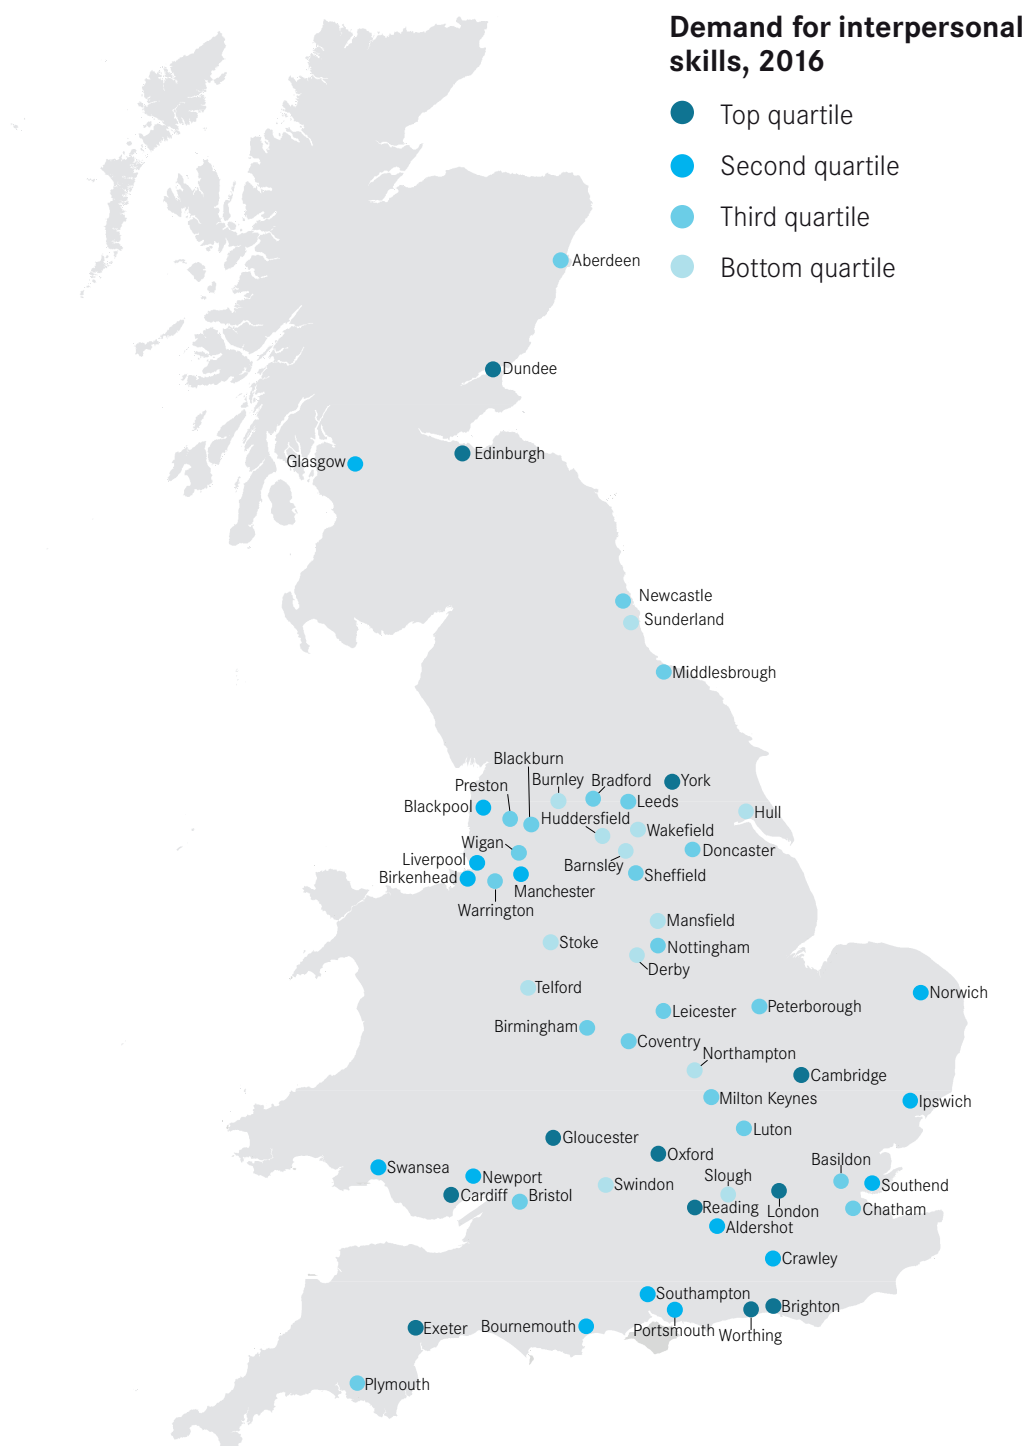 Demand for interpersonal
skills, 2016
Top quartile
Second quartile
Third quartile
Bottom quartile
Aberdeen
Dundee
Edinburgh
Glasgow
Newcastle
Sunderland
Middlesbrough
Blackburn
Preston
Burnley
Bradford
York
Blackpool
Leeds
Huddersfield
Hull
Wakefield
Wigan
Doncaster
Liverpool
Barnsley
Birkenhead
Sheffield
Manchester
Warrington
Mansfield
Stoke
Nottingham
Derby
Telford
Norwich
Leicester
Peterborough
Birmingham
Coventry
Northampton
Cambridge
Milton Keynes
Ipswich
Luton
Gloucester
Oxford
Basildon
Swansea
Newport
Slough
Swindon
Southend
Cardiff
Bristol
Reading
London
Chatham
Aldershot
Crawley
Southampton
Brighton
Exeter
Bournemouth
Portsmouth
Worthing
Plymouth